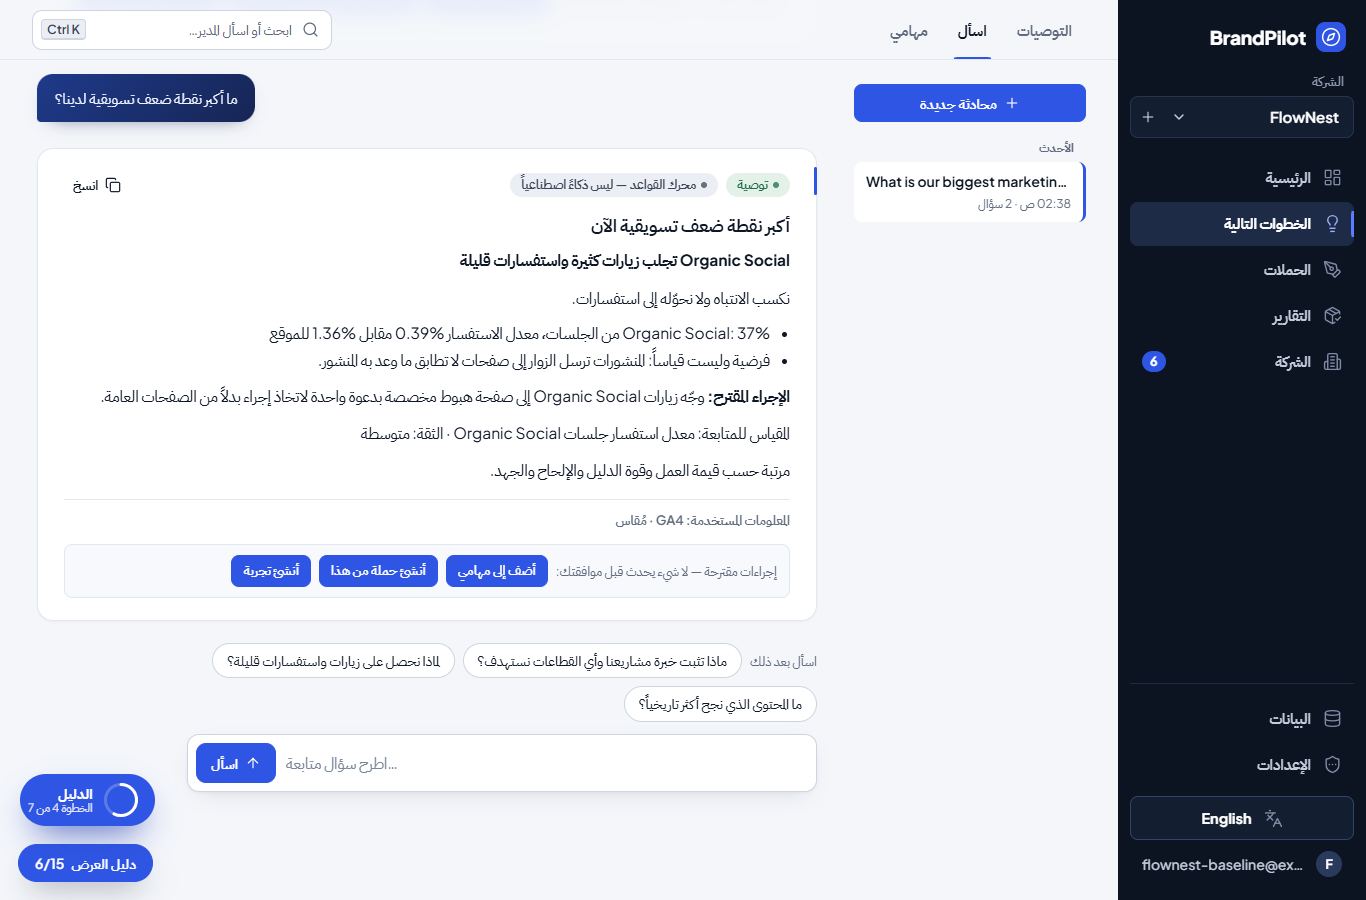 BrandPilot
الشركة
FlowNest
الرئيسية
الخطوات التالية
الحملات
التقارير
الشركة
6
البيانات
الإعدادات
English
flownest-baseline@ex...
F
التوصيات
اسأل
مهامي
ابحث أو اسأل المدير...
Ctrl K
محادثة جديدة
الأحدث
What is our biggest marketin...
02:38 ص · 2 سؤال
ما أكبر نقطة ضعف تسويقية لدينا؟
توصية
محرك القواعد — ليس ذكاءً اصطناعياً
انسخ
أكبر نقطة ضعف تسويقية الآن
Organic Social تجلب زيارات كثيرة واستفسارات قليلة
نكسب الانتباه ولا نحوّله إلى استفسارات.
• Organic Social: 37% من الجلسات، معدل الاستفسار 0.39% مقابل 1.36% للموقع
• فرضية وليست قياساً: المنشورات ترسل الزوار إلى صفحات لا تطابق ما وعد به المنشور.
الإجراء المقترح: وجّه زيارات Organic Social إلى صفحة هبوط مخصصة بدعوة واحدة لاتخاذ إجراء بدلاً من الصفحات العامة.
المقياس للمتابعة: معدل استفسار جلسات Organic Social · الثقة: متوسطة
مرتبة حسب قيمة العمل وقوة الدليل والإلحاح والجهد.
المعلومات المستخدمة: GA4 · مُقاس
إجراءات مقترحة — لا شيء يحدث قبل موافقتك:
أضف إلى مهامي
أنشئ حملة من هذا
أنشئ تجربة
اسأل بعد ذلك
ماذا تثبت خبرة مشاريعنا وأي القطاعات نستهدف؟
لماذا نحصل على زيارات واستفسارات قليلة؟
ما المحتوى الذي نجح أكثر تاريخياً؟
اطرح سؤال متابعة...
اسأل
الدليل
الخطوة 4 من 7
دليل العرض 6/15